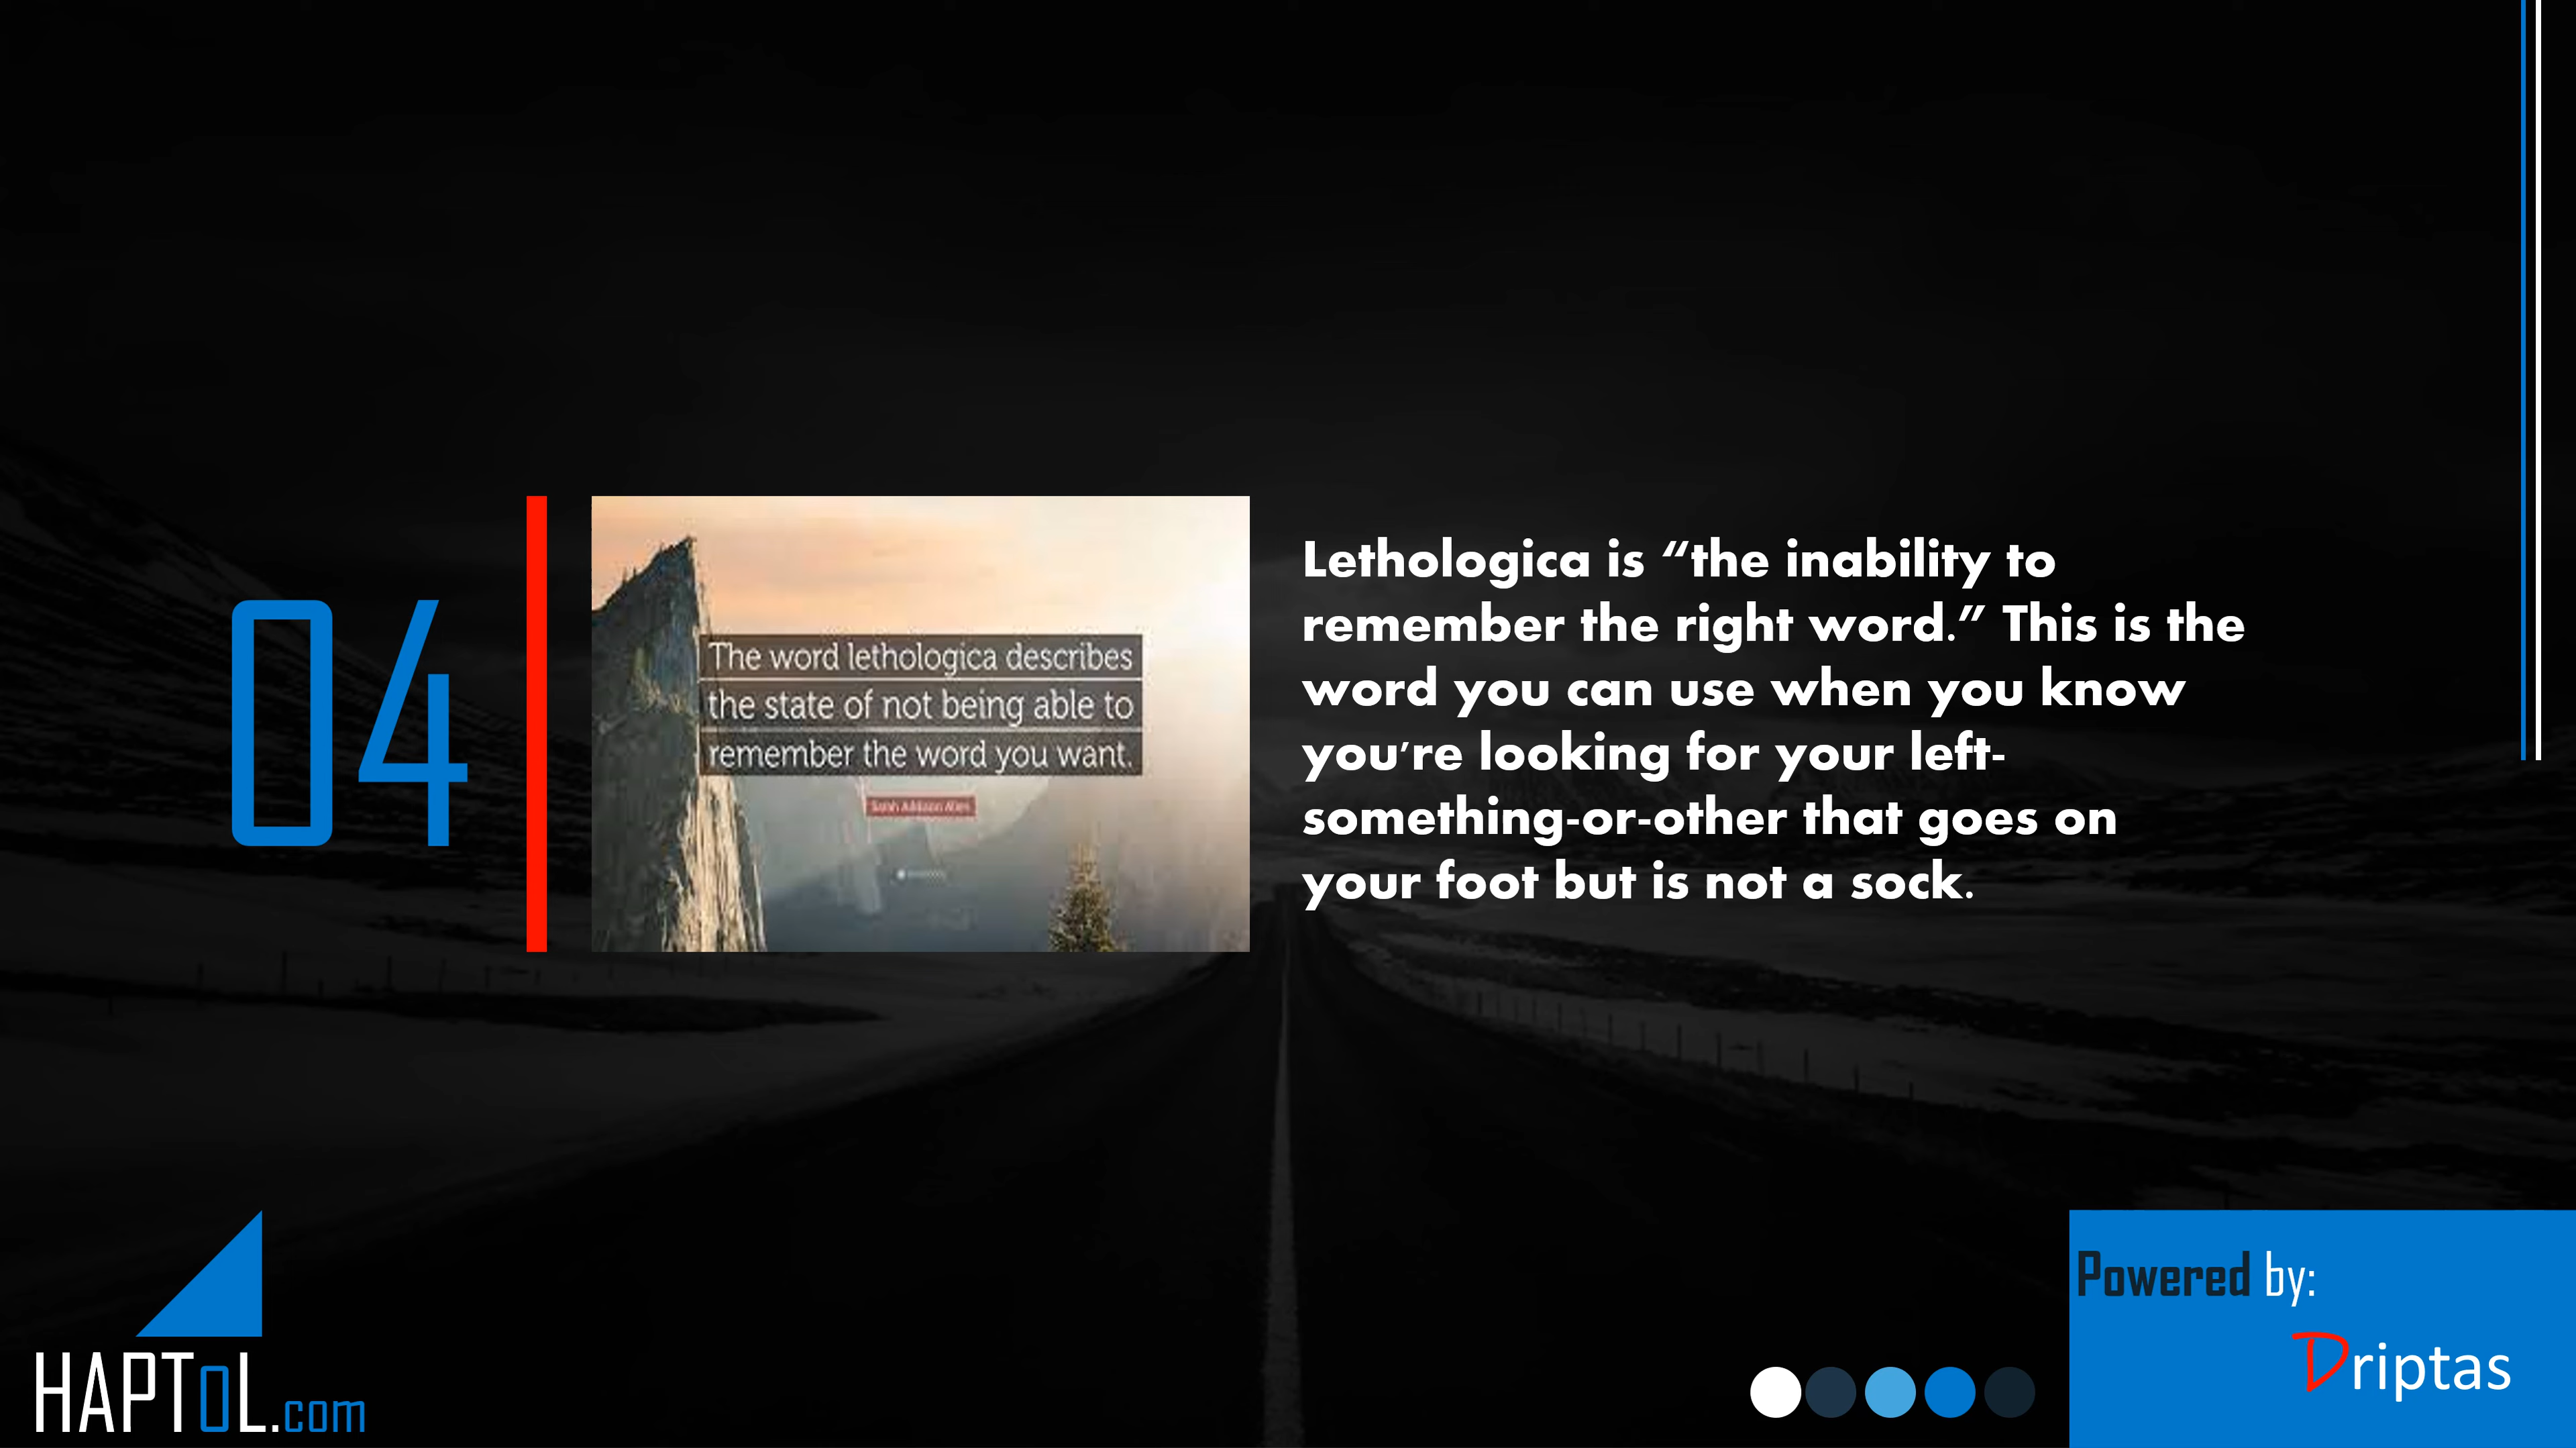 04
The word lethologica describes
the state of not being able to
remember the word you want.
Sarah Addison Allen
Lethologica is “the inability to
remember the right word.” This is the
word you can use when you know
you’re looking for your left-
something-or-other that goes on
your foot but is not a sock.
HAPToL.com
Powered by:
Driptas